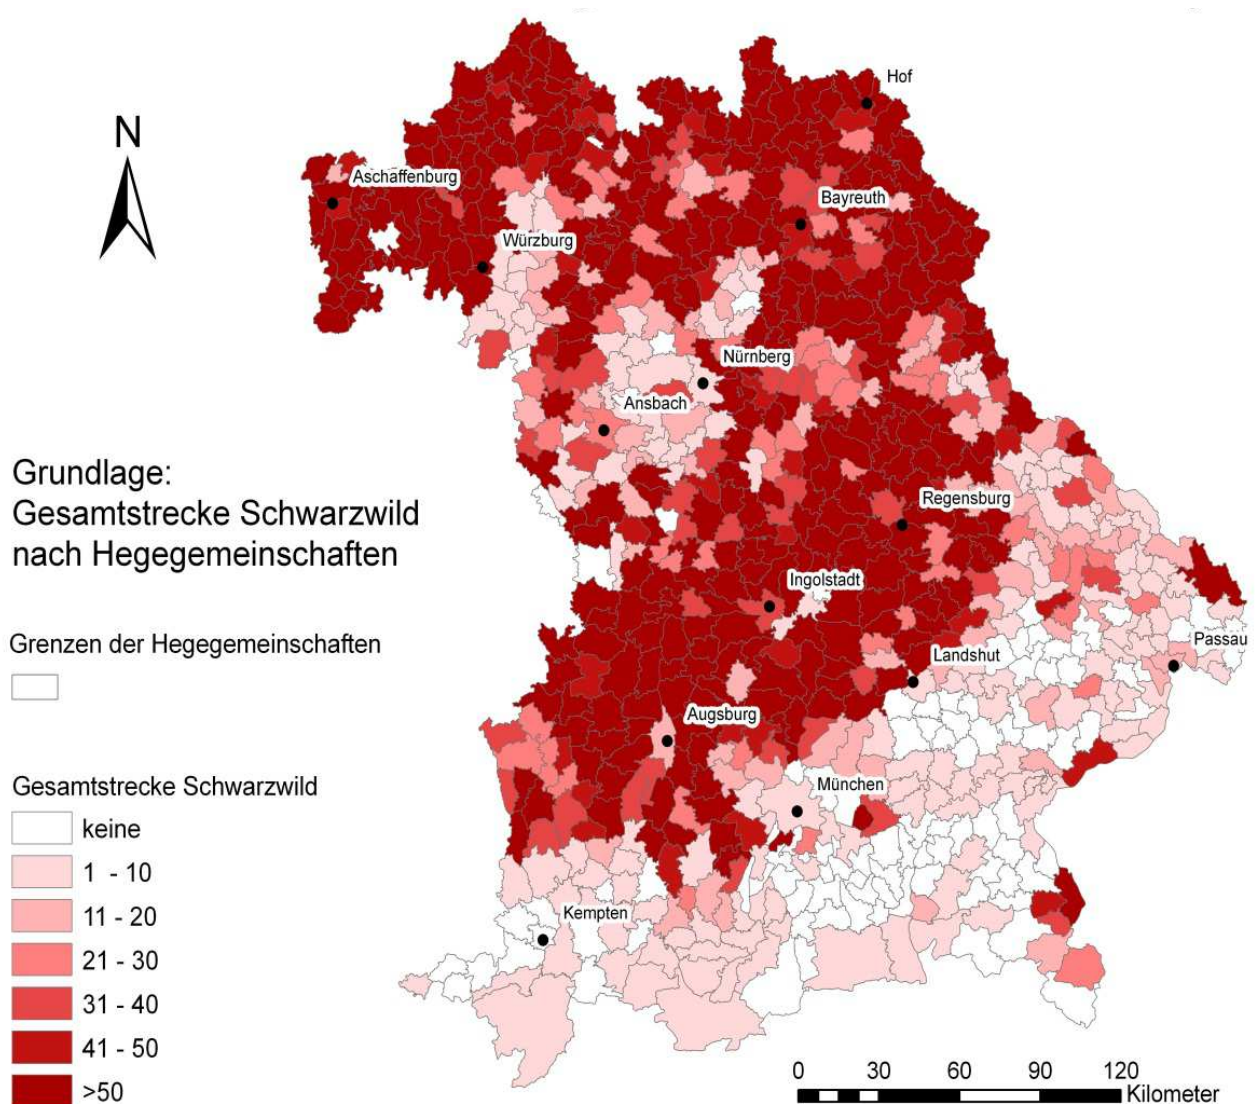 N
Hof
Aschaffenburg
Bayreuth
Würzburg
Nürnberg
Ansbach
Grundlage:
Gesamtstrecke Schwarzwild
nach Hegegemeinschaften
Regensburg
Ingolstadt
Grenzen der Hegegemeinschaften
Passau
Landshut
Augsburg
Gesamtstrecke Schwarzwild
München
keine
1 - 10
11 - 20
Kempten
21 - 30
31 - 40
41 - 50
>50
0 30 60 90 120
Kilometer